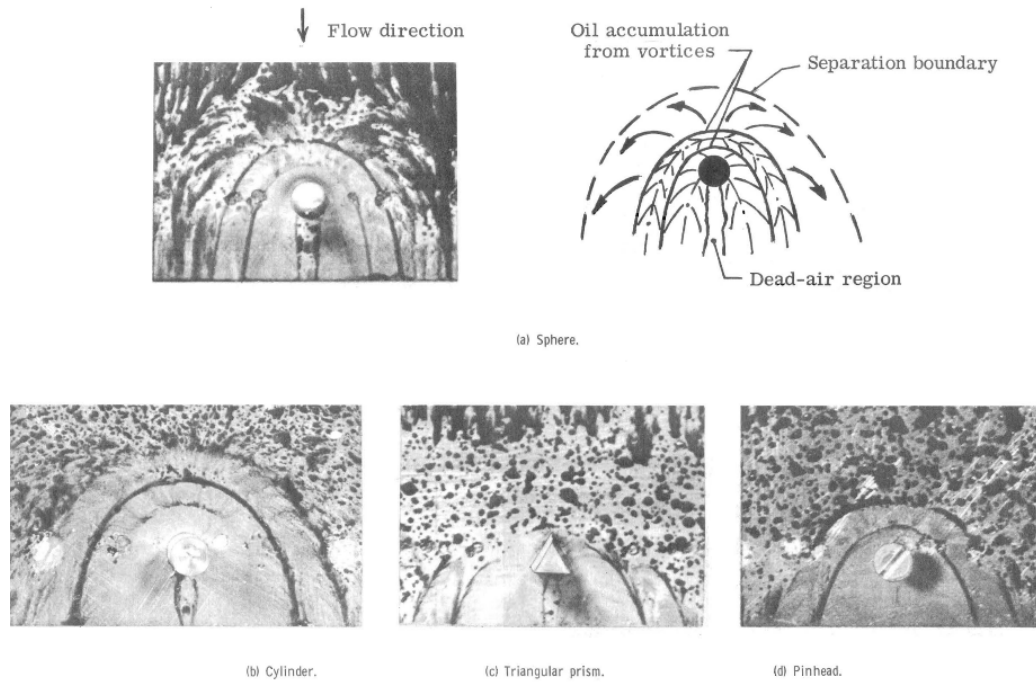 Flow direction
Oil accumulation
from vortices
Separation boundary
Dead-air region
(a) Sphere.
(b) Cylinder.
(c) Triangular prism.
(d) Pinhead.